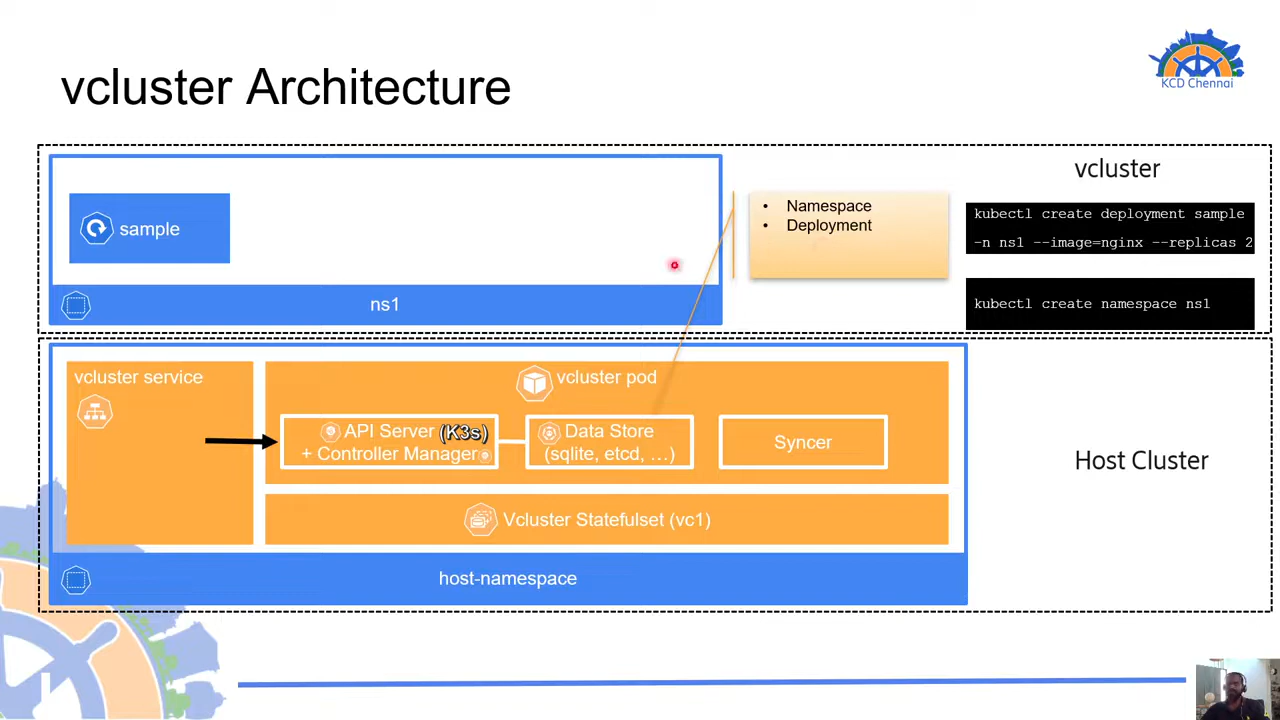 vcluster Architecture
KCD Chennai
vcluster
sample
• Namespace
• Deployment
kubectl create deployment sample
-n ns1 --image=nginx --replicas 2
kubectl create namespace ns1
ns1
vcluster service
vcluster pod
API Server (K3s)
+ Controller Manager
Data Store
(sqlite, etcd, ...)
Syncer
Host Cluster
Vcluster Statefulset (vc1)
host-namespace